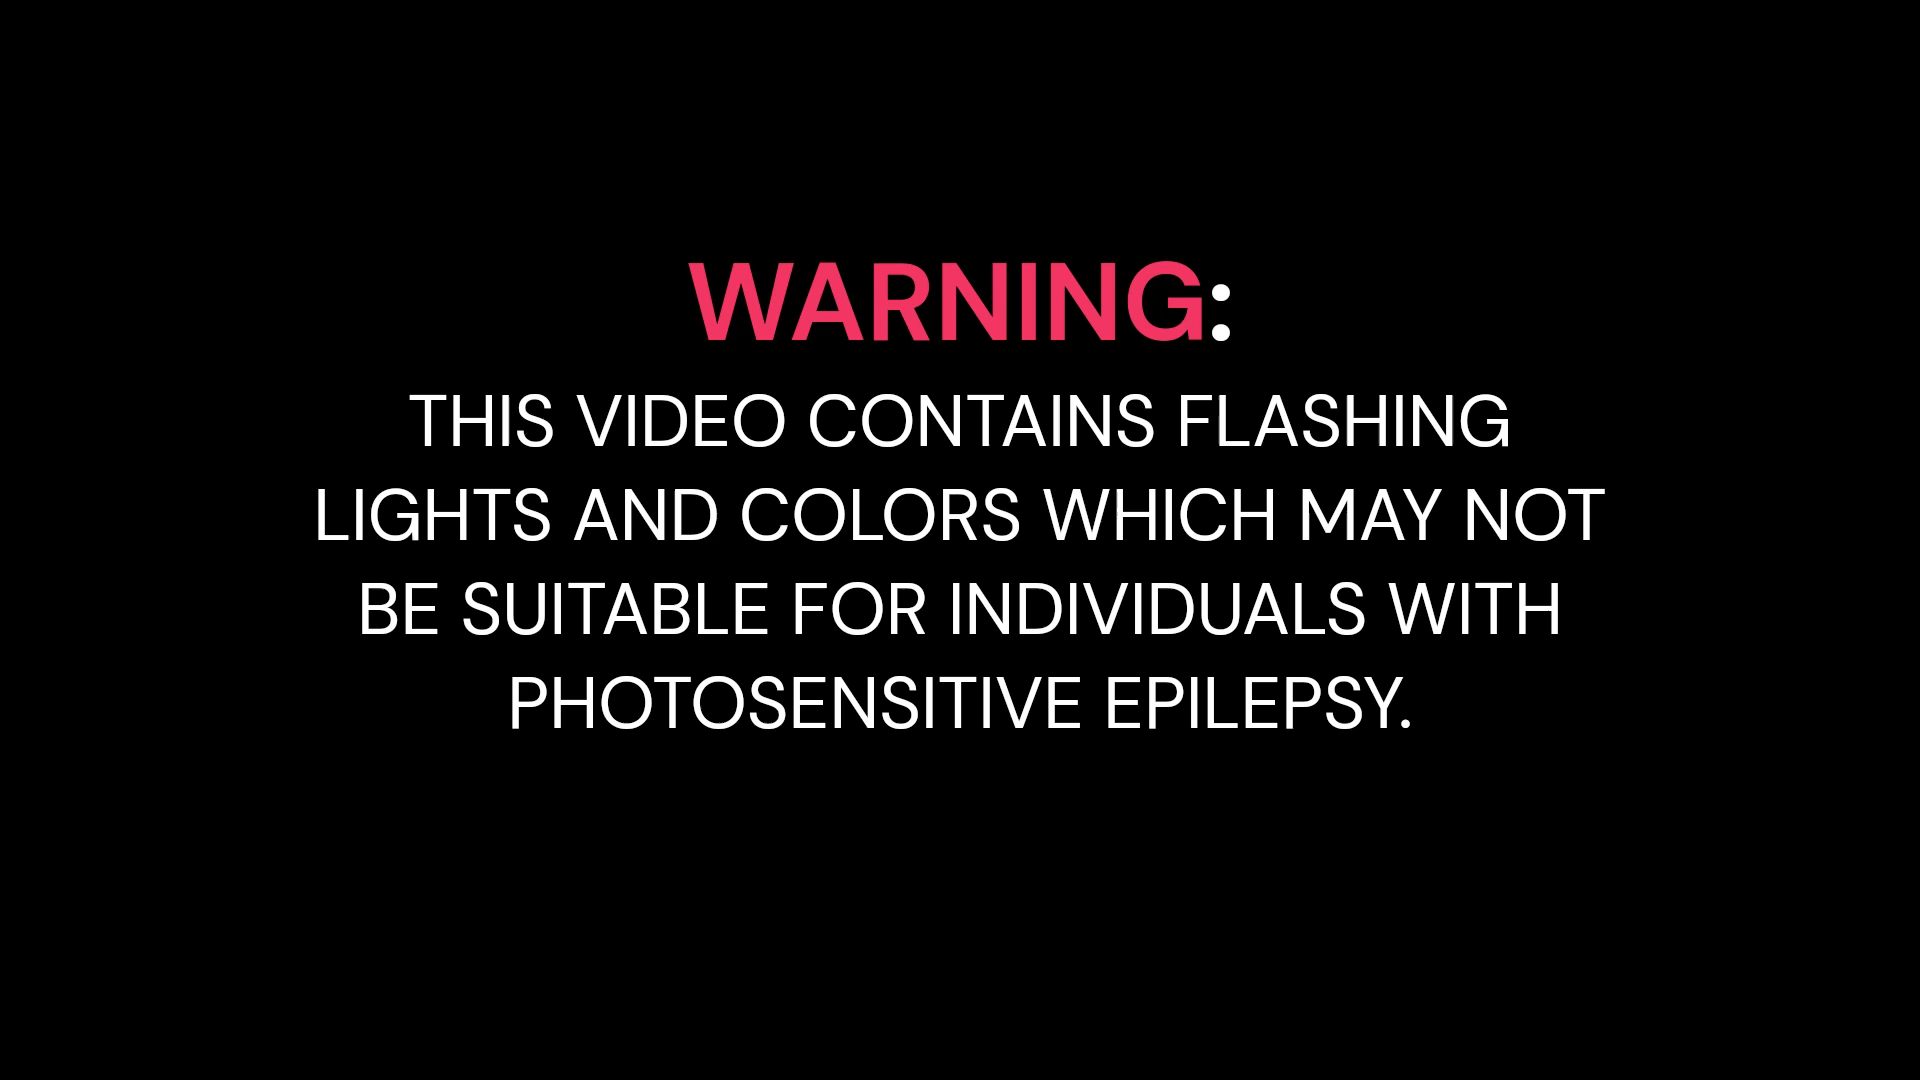 WARNING:
THIS VIDEO CONTAINS FLASHING
LIGHTS AND COLORS WHICH MAY NOT
BE SUITABLE FOR INDIVIDUALS WITH
PHOTOSENSITIVE EPILEPSY.